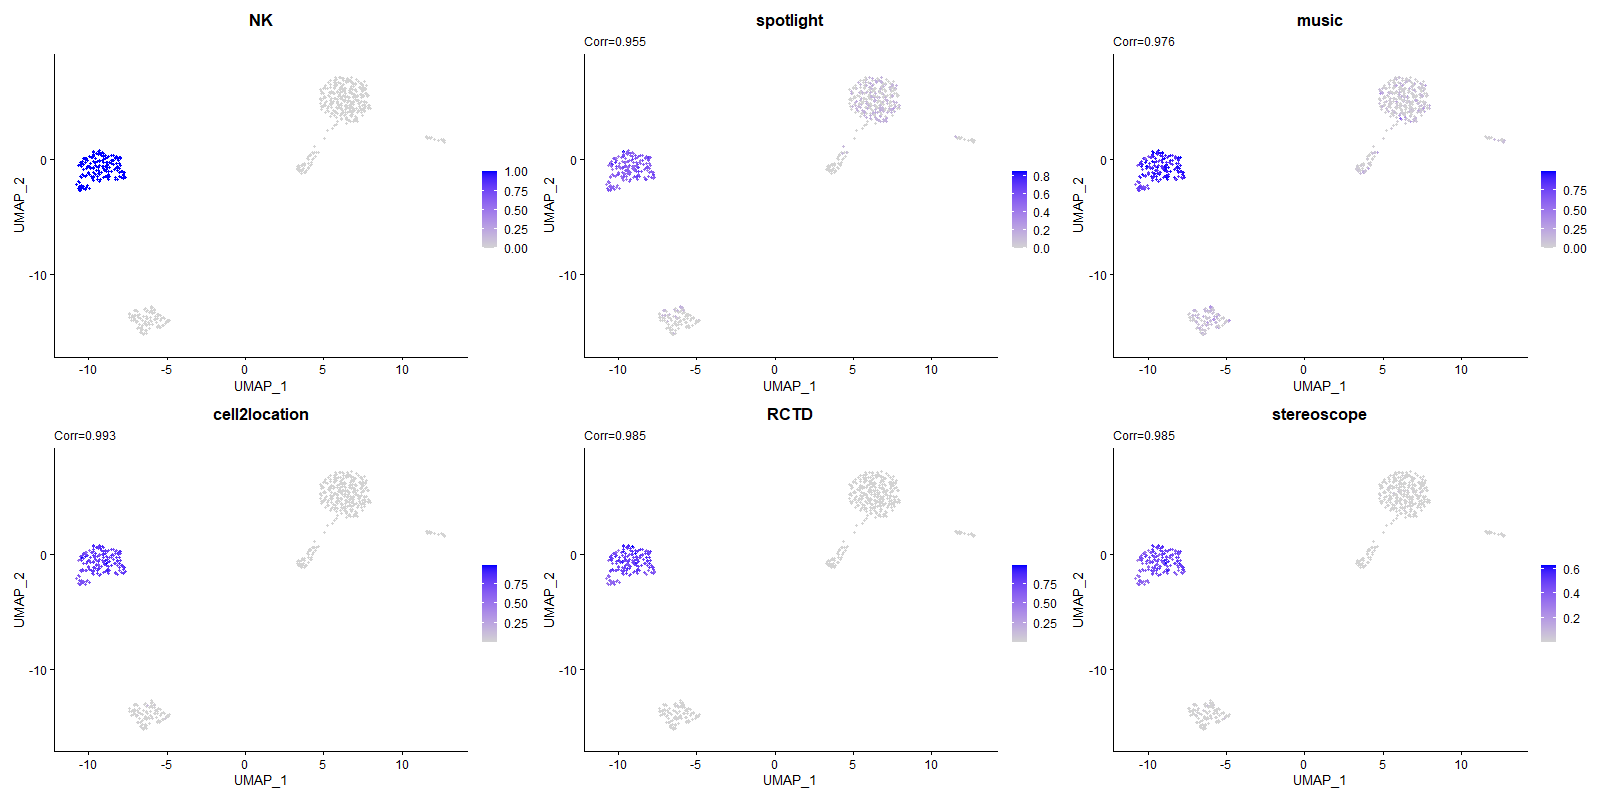 NK
spotlight
music
Corr=0.955
Corr=0.976
UMAP_2
0
-10
1.00
0.75
0.50
0.25
0.00
-10
-5
0
5
10
UMAP_1
UMAP_2
0
-10
0.8
0.6
0.4
0.2
0.0
-10
-5
0
5
10
UMAP_1
UMAP_2
0
-10
0.75
0.50
0.25
0.00
-10
-5
0
5
10
UMAP_1
cell2location
RCTD
stereoscope
Corr=0.993
Corr=0.985
Corr=0.985
UMAP_2
0
-10
0.75
0.50
0.25
-10
-5
0
5
10
UMAP_1
UMAP_2
0
-10
0.75
0.50
0.25
-10
-5
0
5
10
UMAP_1
UMAP_2
0
-10
0.6
0.4
0.2
-10
-5
0
5
10
UMAP_1